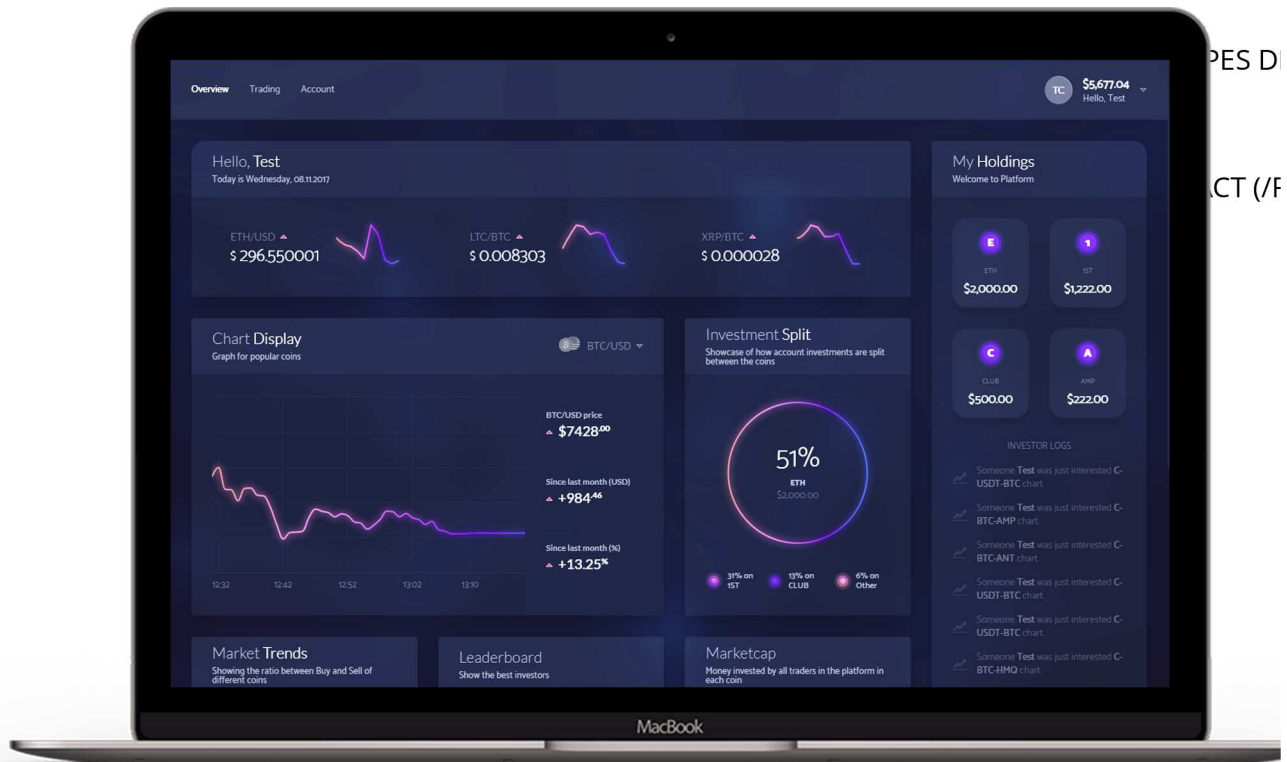 PES DE
Overview Trading Account
TC $5,677.04
Hello, Test
ACT (/F
Hello, Test
Today is Wednesday, 08.11.2017
ETH/USD
$ 296.550001
LTC/BTC
$ 0.008303
XRP/BTC
$ 0.000028
My Holdings
Welcome to Platform
E
ETH
$2,000.00
1
1ST
$1,222.00
C
CLUB
$500.00
A
AMP
$222.00
INVESTOR LOGS
Someone Test was just interested C-
USDT-BTC chart.
Someone Test was just interested C-
BTC-AMP chart.
Someone Test was just interested C-
BTC-ANT chart.
Someone Test was just interested C-
USDT-BTC chart.
Someone Test was just interested C-
USDT-BTC chart.
Someone Test was just interested C-
BTC-HMQ chart.
Chart Display
Graph for popular coins
BTC/USD
BTC/USD price
$7428.00
Since last month (USD)
+984.46
Since last month (%)
+13.25%
12:32 12:42 12:52 13:02 13:10
Investment Split
Showcase of how account investments are split
between the coins
51%
ETH
$2,000.00
31% on
1ST
13% on
CLUB
6% on
Other
Market Trends
Showing the ratio between Buy and Sell of
different coins
Leaderboard
Show the best investors
Marketcap
Money invested by all traders in the platform in
each coin
MacBook